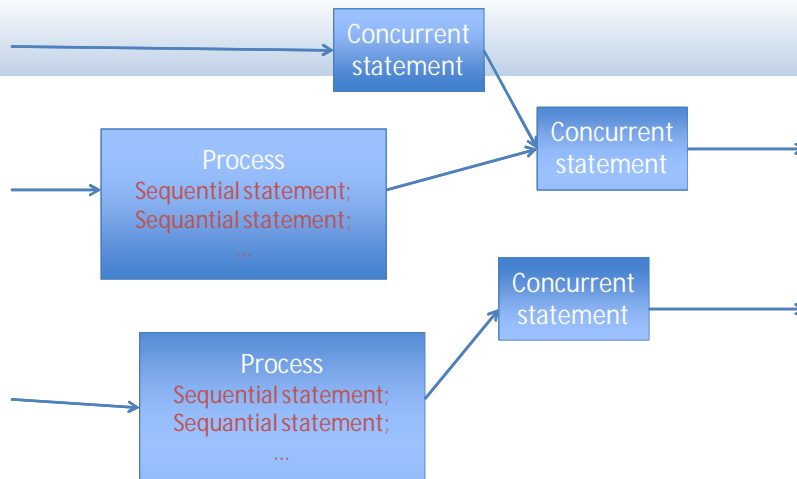 Concurrent
statement
Concurrent
statement
Process
Sequential statement;
Sequantial statement;
...
Concurrent
statement
Process
Sequential statement;
Sequantial statement;
...